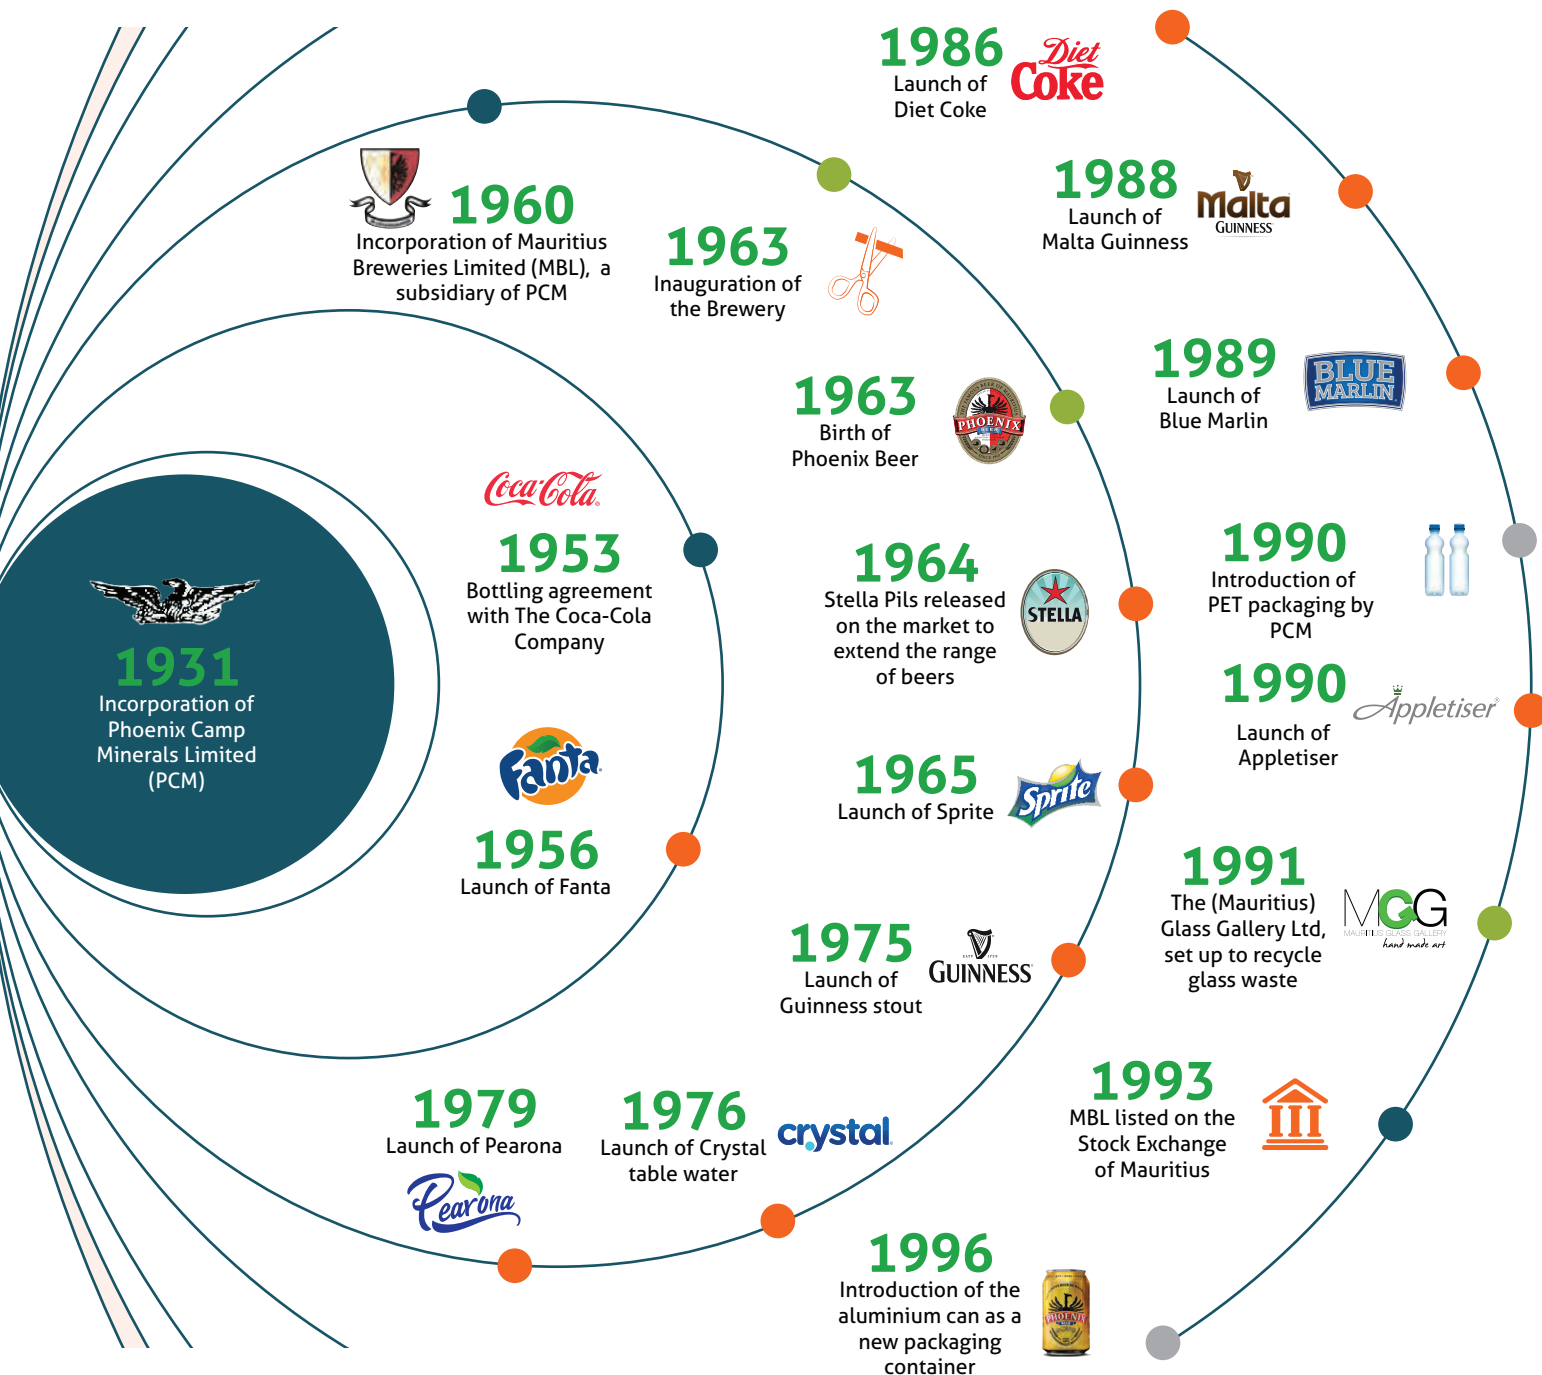 1931
Incorporation of
Phoenix Camp
Minerals Limited
(PCM)
Coca-Cola
1953
Bottling agreement
with The Coca-Cola
Company
Fanta
1956
Launch of Fanta
1960
Incorporation of Mauritius
Breweries Limited (MBL), a
subsidiary of PCM
1963
Inauguration of
the Brewery
1963
Birth of
Phoenix Beer
PHOENIX
BEER
1964
Stella Pils released
on the market to
extend the range
of beers
STELLA
1965
Launch of Sprite
Sprite
1975
Launch of
Guinness stout
GUINNESS
1976
Launch of Crystal
table water
crystal
1979
Launch of Pearona
Pearona
1986
Launch of
Diet Coke
Diet
Coke
1988
Launch of
Malta Guinness
Malta
GUINNESS
1989
Launch of
Blue Marlin
BLUE
MARLIN
1990
Introduction of
PET packaging by
PCM
1990
Launch of
Appletiser
Appletiser
1991
The (Mauritius)
Glass Gallery Ltd,
set up to recycle
glass waste
MGG
MAURITIUS GLASS GALLERY
hand made art
1993
MBL listed on the
Stock Exchange
of Mauritius
1996
Introduction of the
aluminium can as a
new packaging
container
PHOENIX
BEER